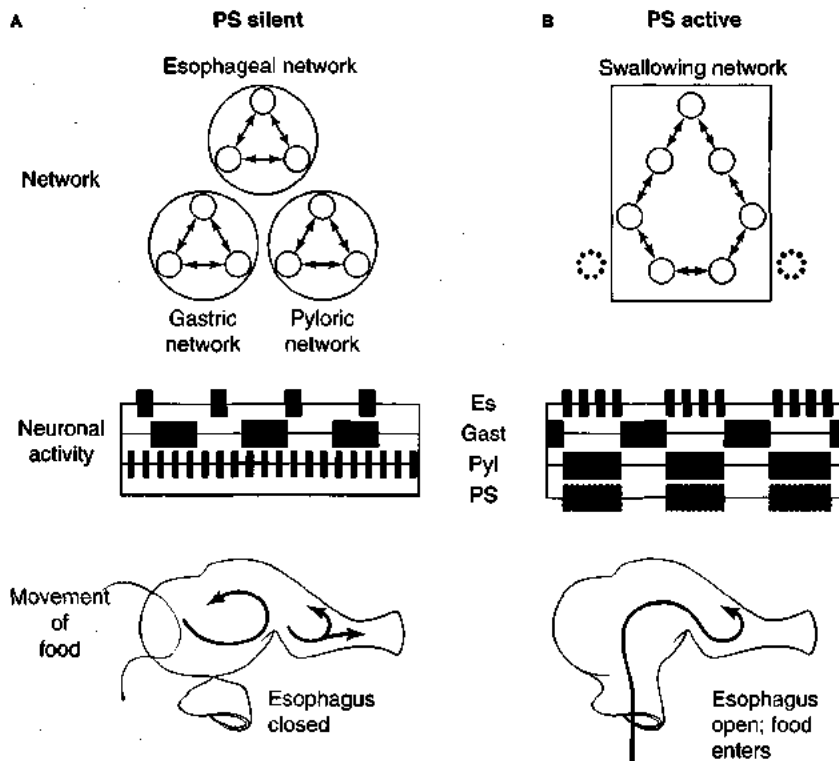 A
PS silent
Esophageal network
Network
Gastric
network
Pyloric
network
Neuronal
activity
Movement
of
food
Esophagus
closed
B
PS active
Swallowing network
Es
Gast
Pyl
PS
Esophagus
open; food
enters